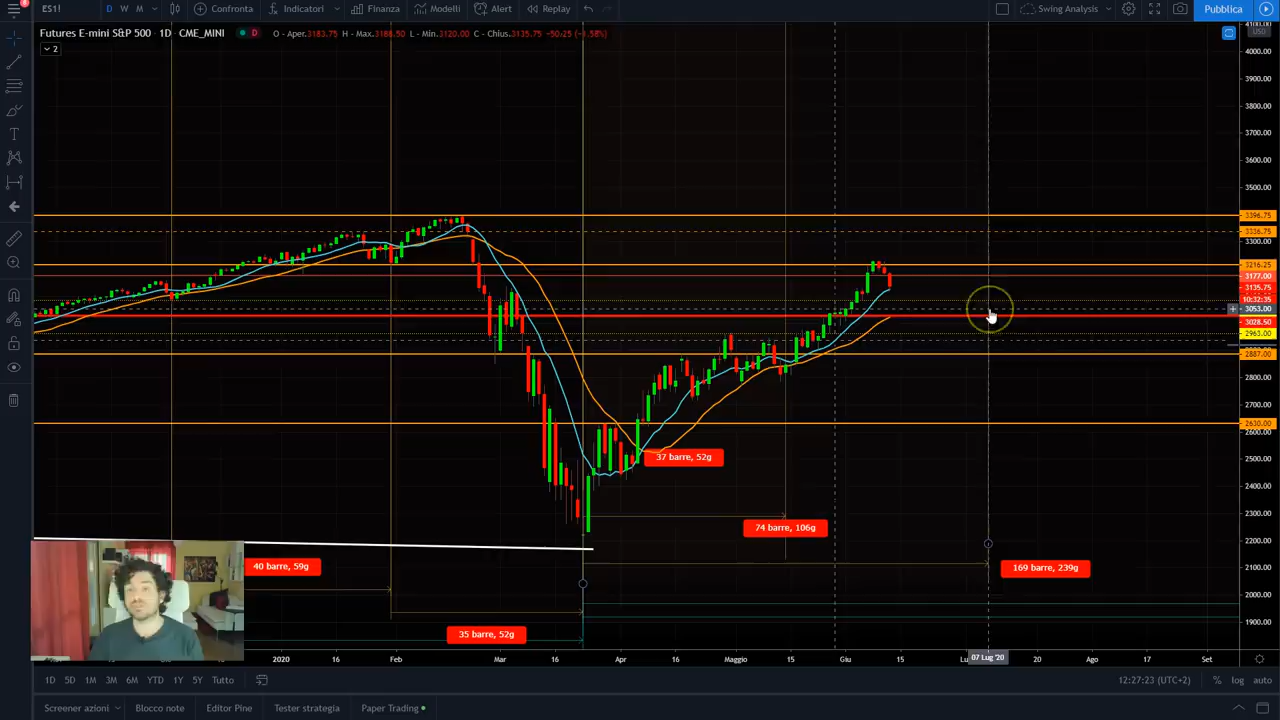 ES1!
D W M
Confronta
Indicatori
Finanza
Modelli
Alert
Replay
Swing Analysis
Pubblica
Futures E-mini S&P 500 · 1D · CME_MINI
D
O - Aper.3183.75 H - Max.3188.50 L - Min.3120.00 C - Chius.3135.75 -50.25 (-1.58%)
2
4000.00
3900.00
3800.00
3700.00
3600.00
3500.00
3396.75
3336.75
3300.00
3216.25
3177.00
3135.75
10:32:35
3053.00
3028.50
2963.00
2887.00
2800.00
2700.00
2630.00
2600.00
2500.00
2400.00
2300.00
2200.00
2100.00
2000.00
1900.00
37 barre, 52g
74 barre, 106g
40 barre, 59g
169 barre, 239g
35 barre, 52g
2020
16
Feb
Mar
16
Apr
16
Maggio
15
Giu
15
07 Lug '20
20
Ago
17
Set
1D 5D 1M 3M 6M YTD 1Y 5Y Tutto
12:27:23 (UTC+2)
% log auto
Screener azioni
Blocco note
Editor Pine
Tester strategia
Paper Trading